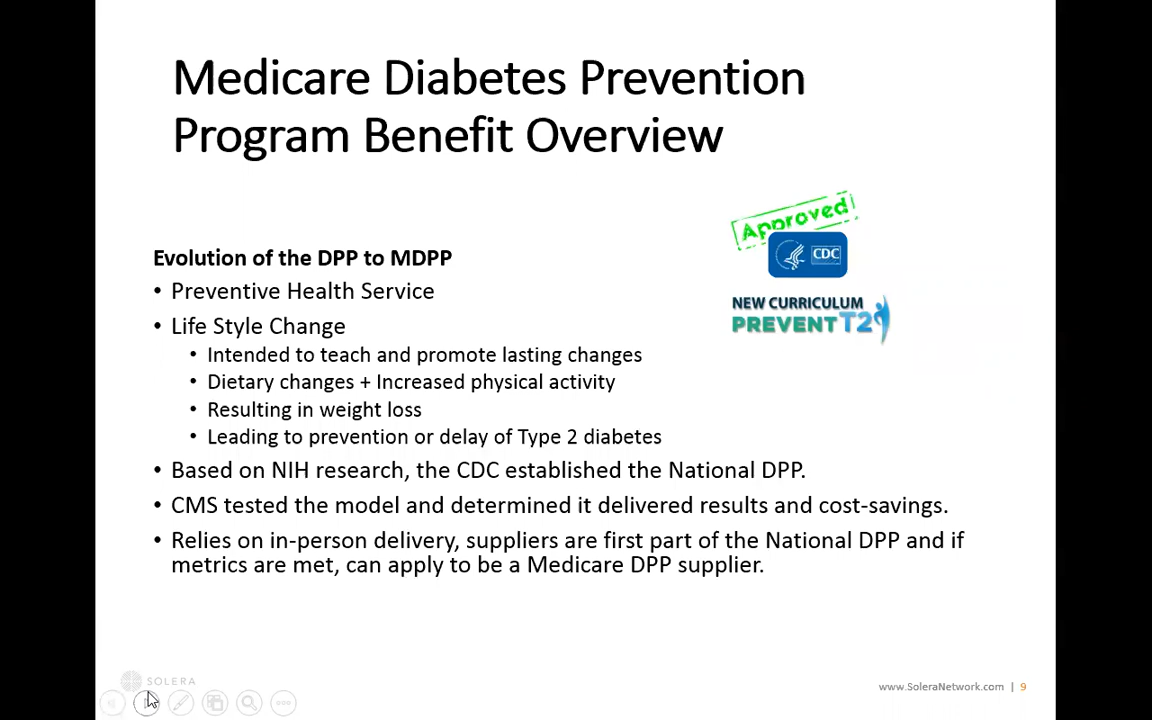 Medicare Diabetes Prevention
Program Benefit Overview
Approved
CDC
NEW CURRICULUM
PREVENT T2
Evolution of the DPP to MDPP
• Preventive Health Service
• Life Style Change
• Intended to teach and promote lasting changes
• Dietary changes + Increased physical activity
• Resulting in weight loss
• Leading to prevention or delay of Type 2 diabetes
• Based on NIH research, the CDC established the National DPP.
• CMS tested the model and determined it delivered results and cost-savings.
• Relies on in-person delivery, suppliers are first part of the National DPP and if
metrics are met, can apply to be a Medicare DPP supplier.
SOLERA
www.SoleraNetwork.com | 9